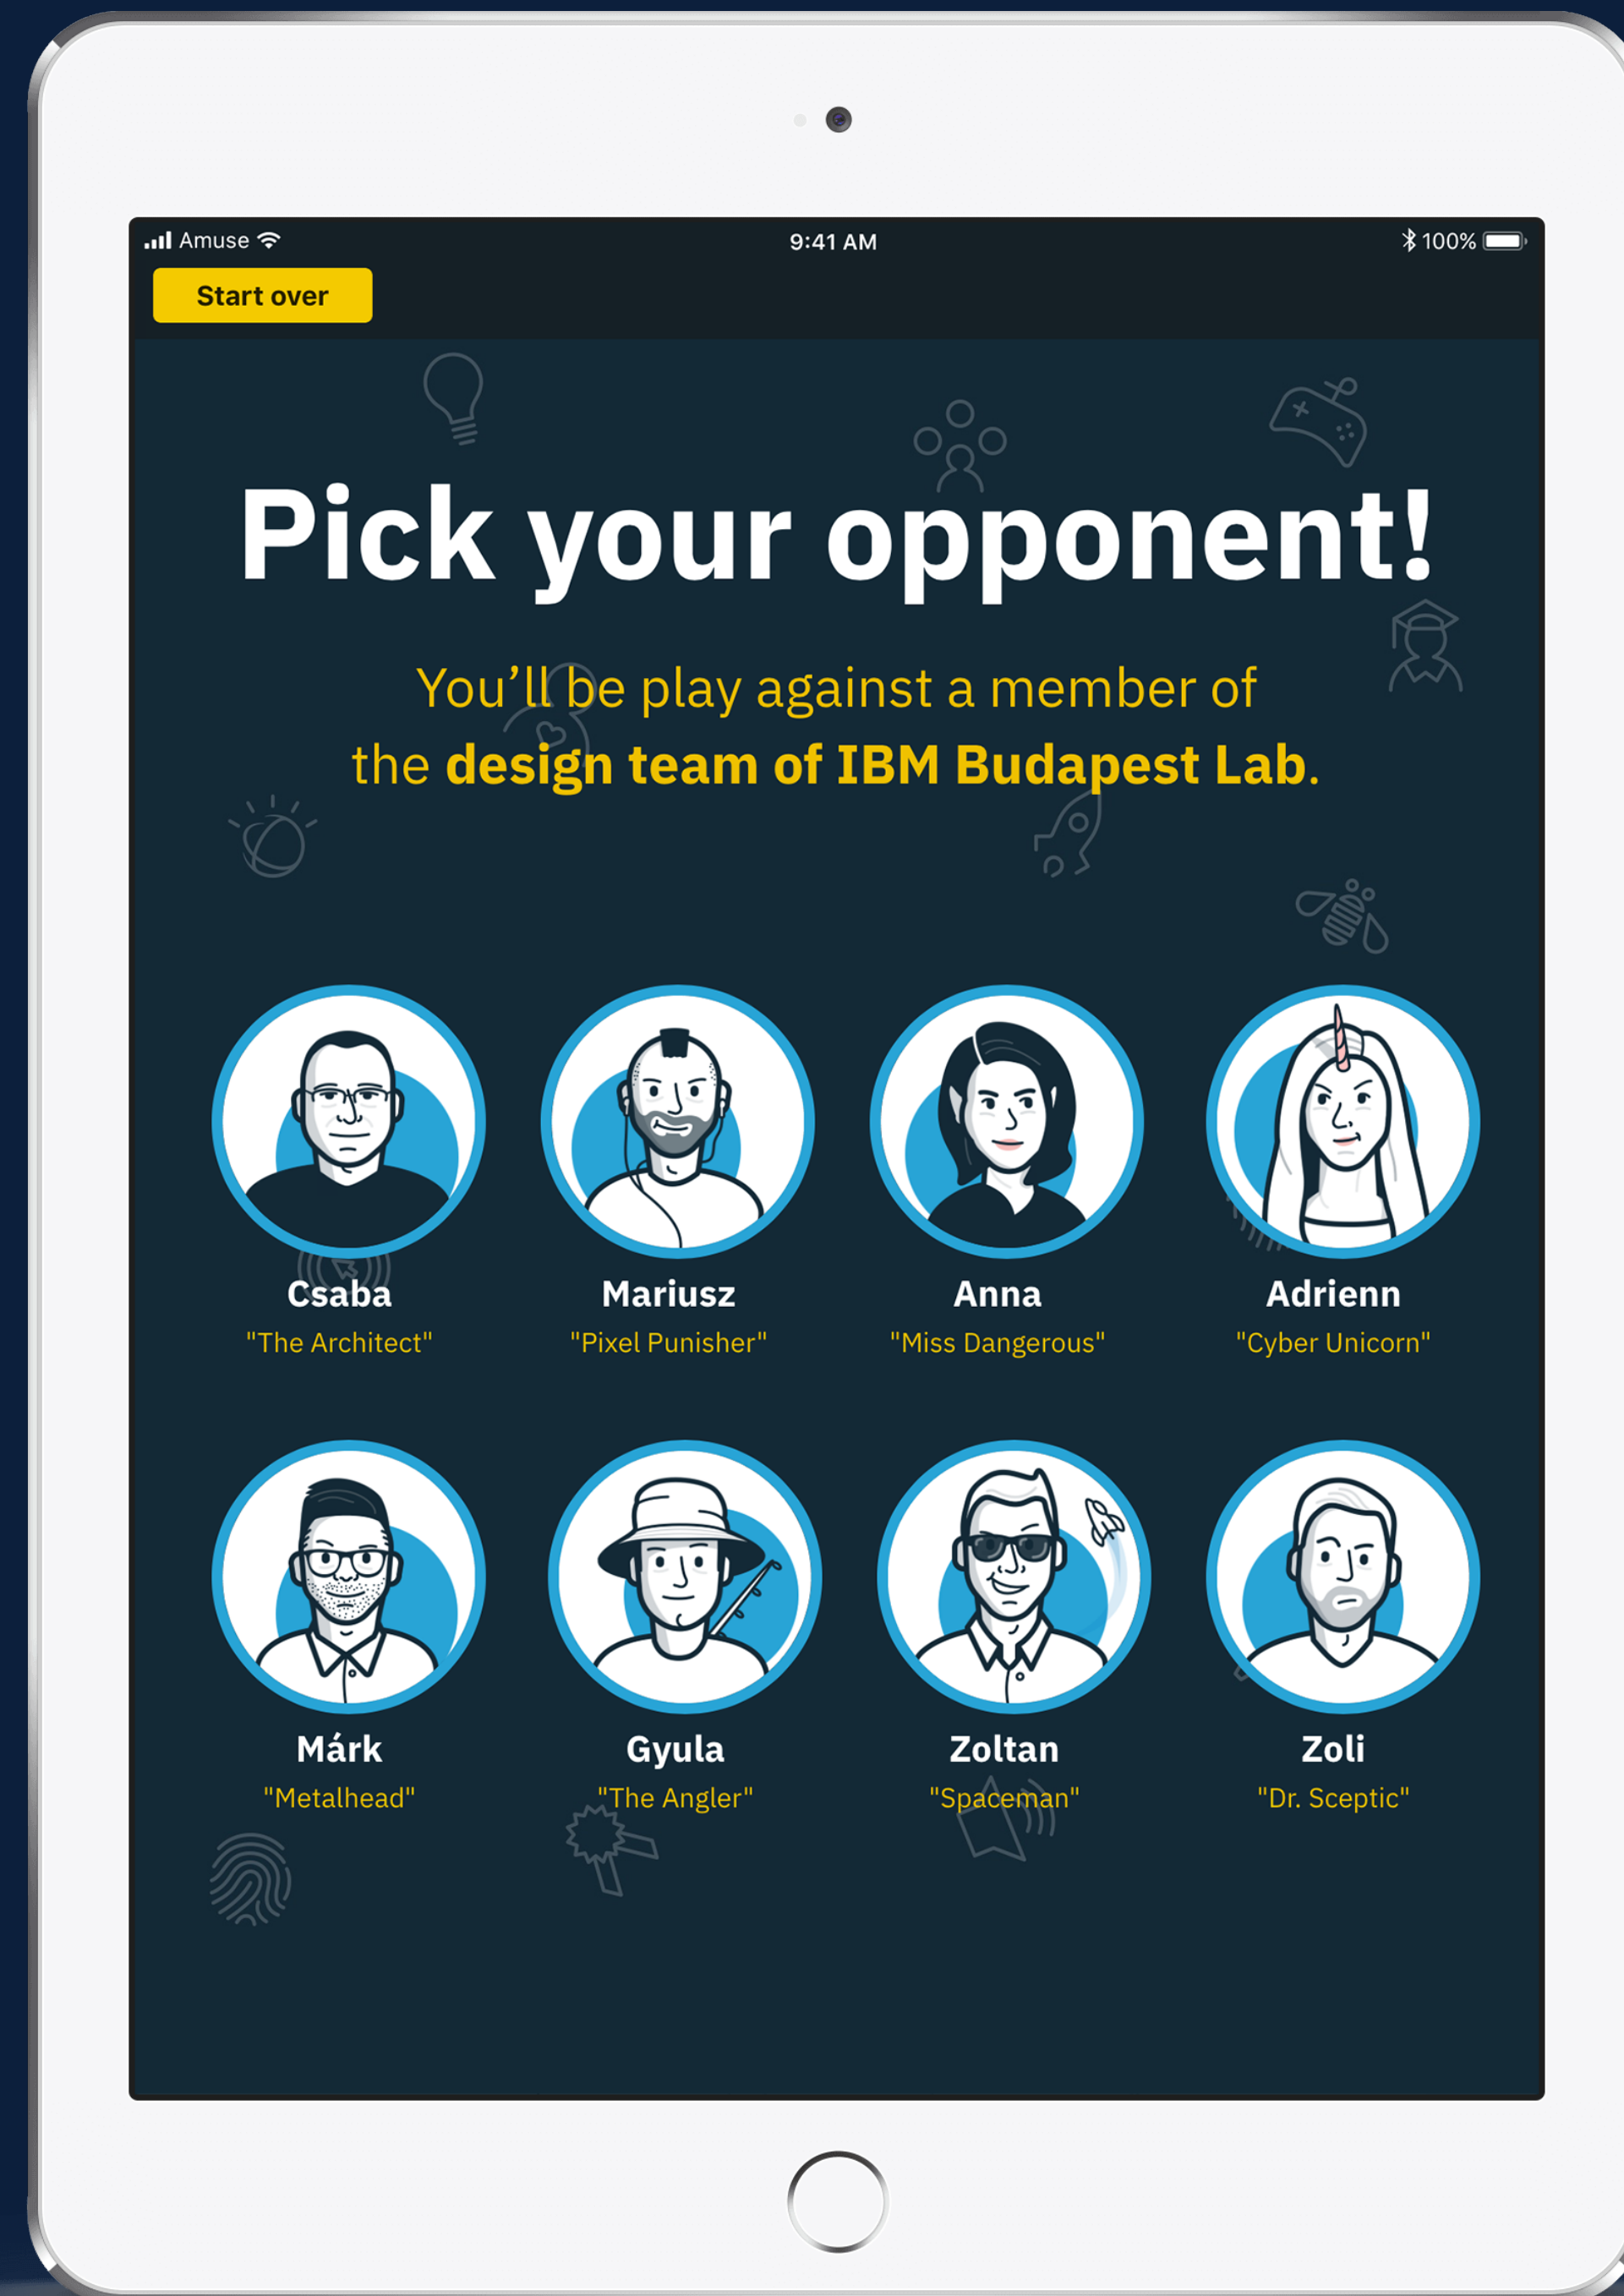 Amuse 9:41 AM 100%
Start over
Pick your opponent!
You’ll be play against a member of
the design team of IBM Budapest Lab.
Csaba Mariusz Anna Adrienn
"The Architect" "Pixel Punisher" "Miss Dangerous" "Cyber Unicorn"
Márk Gyula Zoltan Zoli
"Metalhead" "The Angler" "Spaceman" "Dr. Sceptic"